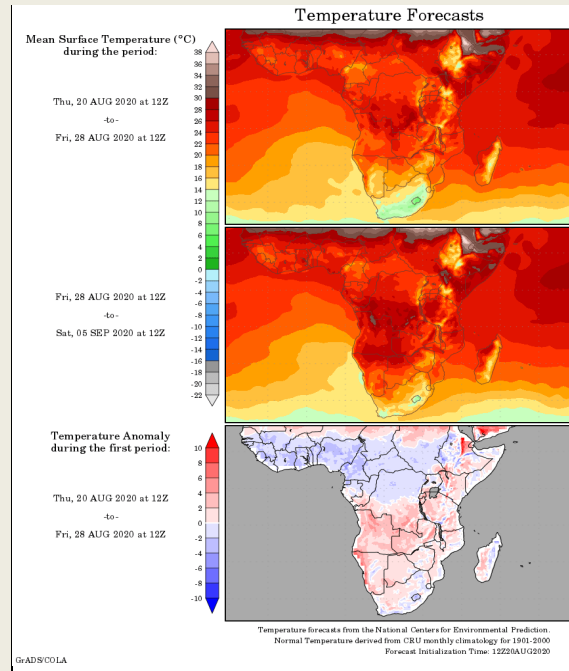 Temperature Forecasts
Mean Surface Temperature (°C)
during the period:
Thu, 20 AUG 2020 at 12Z
-to-
Fri, 28 AUG 2020 at 12Z
38
36
34
32
30
28
26
24
22
20
18
16
14
12
10
8
6
4
2
0
-2
-4
-6
-8
-10
-12
-14
-16
-18
-20
-22
Fri, 28 AUG 2020 at 12Z
-to-
Sat, 05 SEP 2020 at 12Z
Temperature Anomaly
during the first period:
Thu, 20 AUG 2020 at 12Z
-to-
Fri, 28 AUG 2020 at 12Z
10
8
6
4
2
0
-2
-4
-6
-8
-10
Temperature forecasts from the National Centers for Environmental Prediction.
Normal Temperature derived from CRU monthly climatology for 1901-2000
Forecast Initialization Time: 12Z20AUG2020
GrADS/COLA